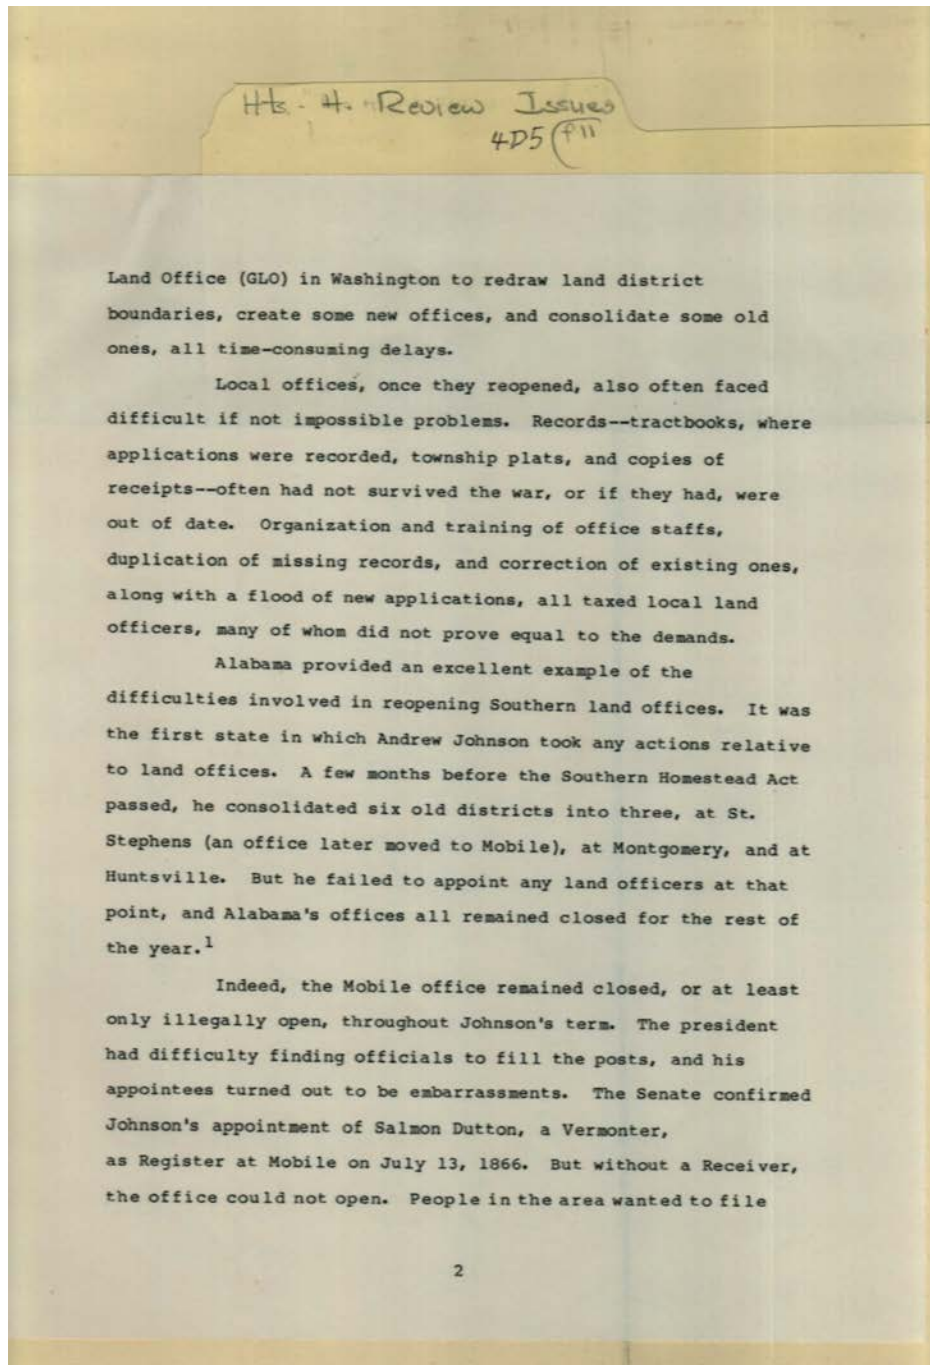 Hts. H. Review Issues
4D5 (f11
Land Office (GLO) in Washington to redraw land district
boundaries, create some new offices, and consolidate some old
ones, all time-consuming delays.
Local offices, once they reopened, also often faced
difficult if not impossible problems. Records--tractbooks, where
applications were recorded, township plats, and copies of
receipts--often had not survived the war, or if they had, were
out of date. Organization and training of office staffs,
duplication of missing records, and correction of existing ones,
along with a flood of new applications, all taxed local land
officers, many of whom did not prove equal to the demands.
Alabama provided an excellent example of the
difficulties involved in reopening Southern land offices. It was
the first state in which Andrew Johnson took any actions relative
to land offices. A few months before the Southern Homestead Act
passed, he consolidated six old districts into three, at St.
Stephens (an office later moved to Mobile), at Montgomery, and at
Huntsville. But he failed to appoint any land officers at that
point, and Alabama's offices all remained closed for the rest of
the year.1
Indeed, the Mobile office remained closed, or at least
only illegally open, throughout Johnson's term. The president
had difficulty finding officials to fill the posts, and his
appointees turned out to be embarrassments. The Senate confirmed
Johnson's appointment of Salmon Dutton, a Vermonter,
as Register at Mobile on July 13, 1866. But without a Receiver,
the office could not open. People in the area wanted to file
2